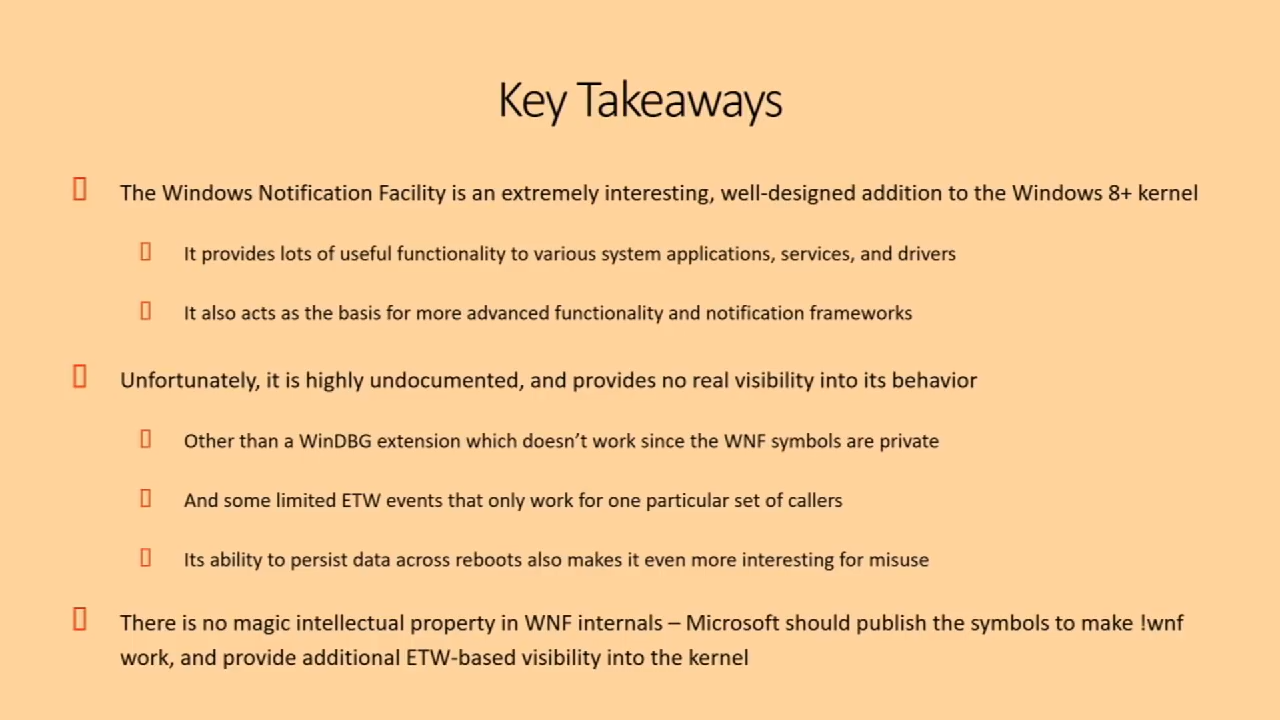 Key Takeaways
The Windows Notification Facility is an extremely interesting, well-designed addition to the Windows 8+ kernel
It provides lots of useful functionality to various system applications, services, and drivers
It also acts as the basis for more advanced functionality and notification frameworks
Unfortunately, it is highly undocumented, and provides no real visibility into its behavior
Other than a WinDBG extension which doesn’t work since the WNF symbols are private
And some limited ETW events that only work for one particular set of callers
Its ability to persist data across reboots also makes it even more interesting for misuse
There is no magic intellectual property in WNF internals – Microsoft should publish the symbols to make !wnf
work, and provide additional ETW-based visibility into the kernel